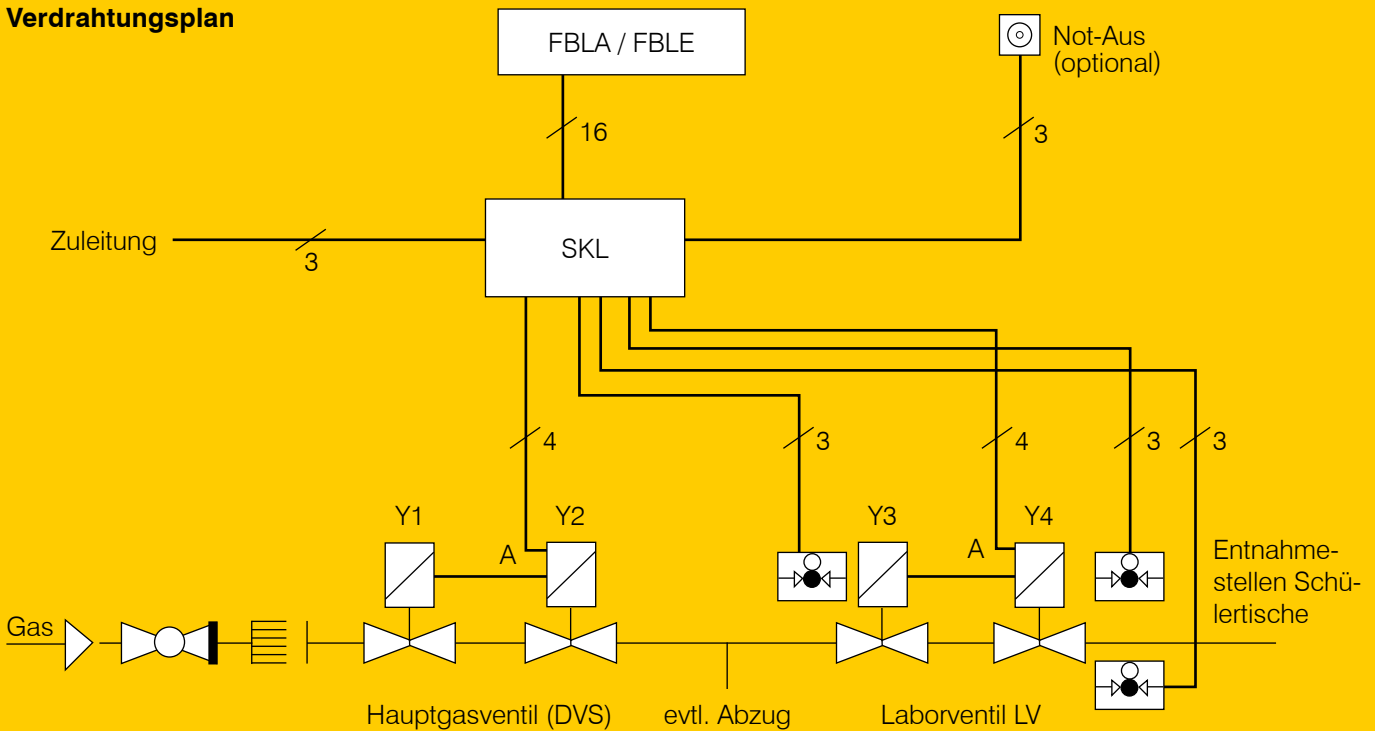 Verdrahtungsplan
FBLA / FBLE
Not-Aus
(optional)
16
3
Zuleitung
3
SKL
4
3
4
3
3
Y1
Y2
Y3
Y4
A
A
Entnahme-
stellen Schü-
lertische
Gas
Hauptgasventil (DVS)
evtl. Abzug
Laborventil LV